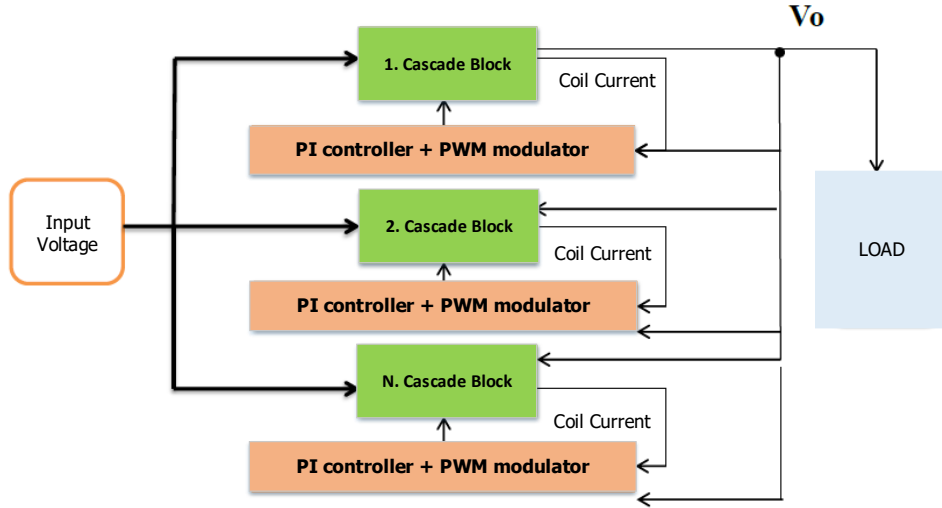 Vo
1. Cascade Block
Coil Current
PI controller + PWM modulator
Input
Voltage
2. Cascade Block
Coil Current
LOAD
PI controller + PWM modulator
N. Cascade Block
Coil Current
PI controller + PWM modulator